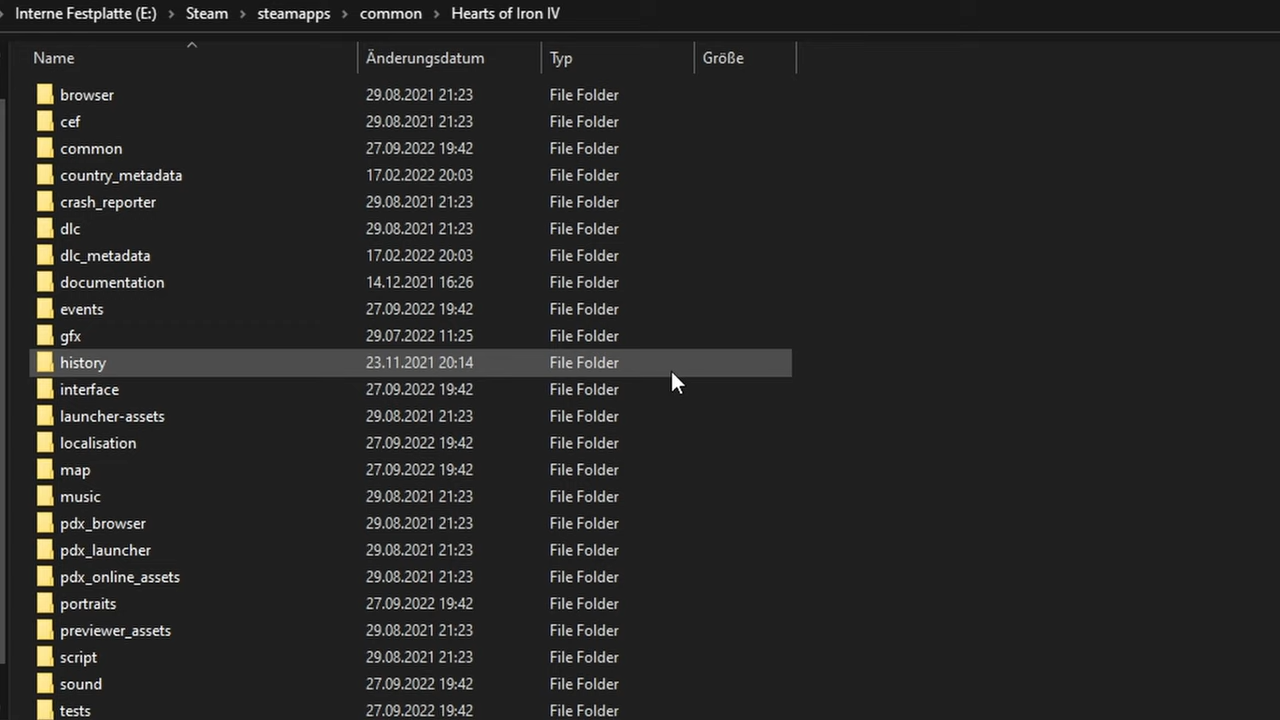 Interne Festplatte (E:) > Steam > steamapps > common > Hearts of Iron IV
Name Änderungsdatum Typ Größe
browser 29.08.2021 21:23 File Folder
cef 29.08.2021 21:23 File Folder
common 27.09.2022 19:42 File Folder
country_metadata 17.02.2022 20:03 File Folder
crash_reporter 29.08.2021 21:23 File Folder
dlc 29.08.2021 21:23 File Folder
dlc_metadata 17.02.2022 20:03 File Folder
documentation 14.12.2021 16:26 File Folder
events 27.09.2022 19:42 File Folder
gfx 29.07.2022 11:25 File Folder
history 23.11.2021 20:14 File Folder
interface 27.09.2022 19:42 File Folder
launcher-assets 29.08.2021 21:23 File Folder
localisation 27.09.2022 19:42 File Folder
map 27.09.2022 19:42 File Folder
music 29.08.2021 21:23 File Folder
pdx_browser 29.08.2021 21:23 File Folder
pdx_launcher 29.08.2021 21:23 File Folder
pdx_online_assets 29.08.2021 21:23 File Folder
portraits 27.09.2022 19:42 File Folder
previewer_assets 29.08.2021 21:23 File Folder
script 29.08.2021 21:23 File Folder
sound 27.09.2022 19:42 File Folder
tests 27.09.2022 19:42 File Folder